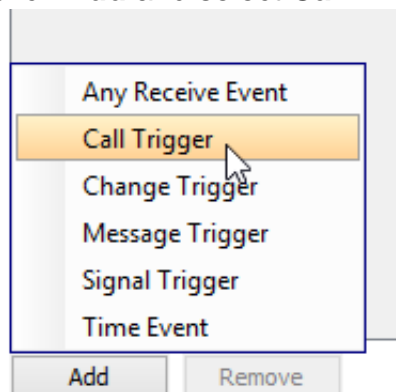 Any Receive Event
Call Trigger
Change Trigger
Message Trigger
Signal Trigger
Time Event
Add Remove